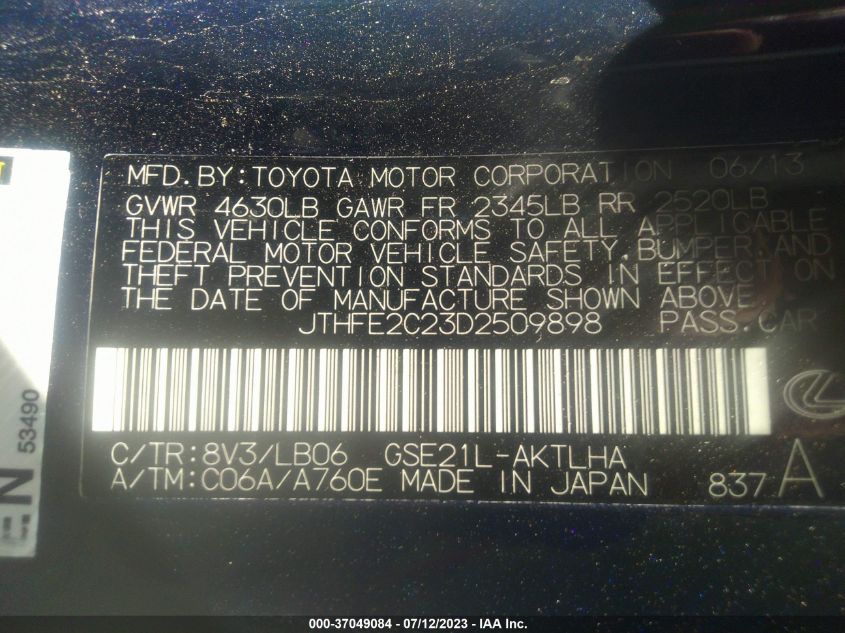 MFD.BY:TOYOTA MOTOR CORPORATION 06/13
GVWR 4630LB GAWR FR 2345LB RR 2520LB
THIS VEHICLE CONFORMS TO ALL APPLICABLE
FEDERAL MOTOR VEHICLE SAFETY,BUMPER,AND
THEFT PREVENTION STANDARDS IN EFFECT ON
THE DATE OF MANUFACTURE SHOWN ABOVE.
JTHFE2C23D2509898 PASS.CAR
C/TR:8V3/LB06 GSE21L-AKTLHA
A/TM:C06A/A760E MADE IN JAPAN 837 A
53490
000-37049084 - 07/12/2023 - IAA Inc.